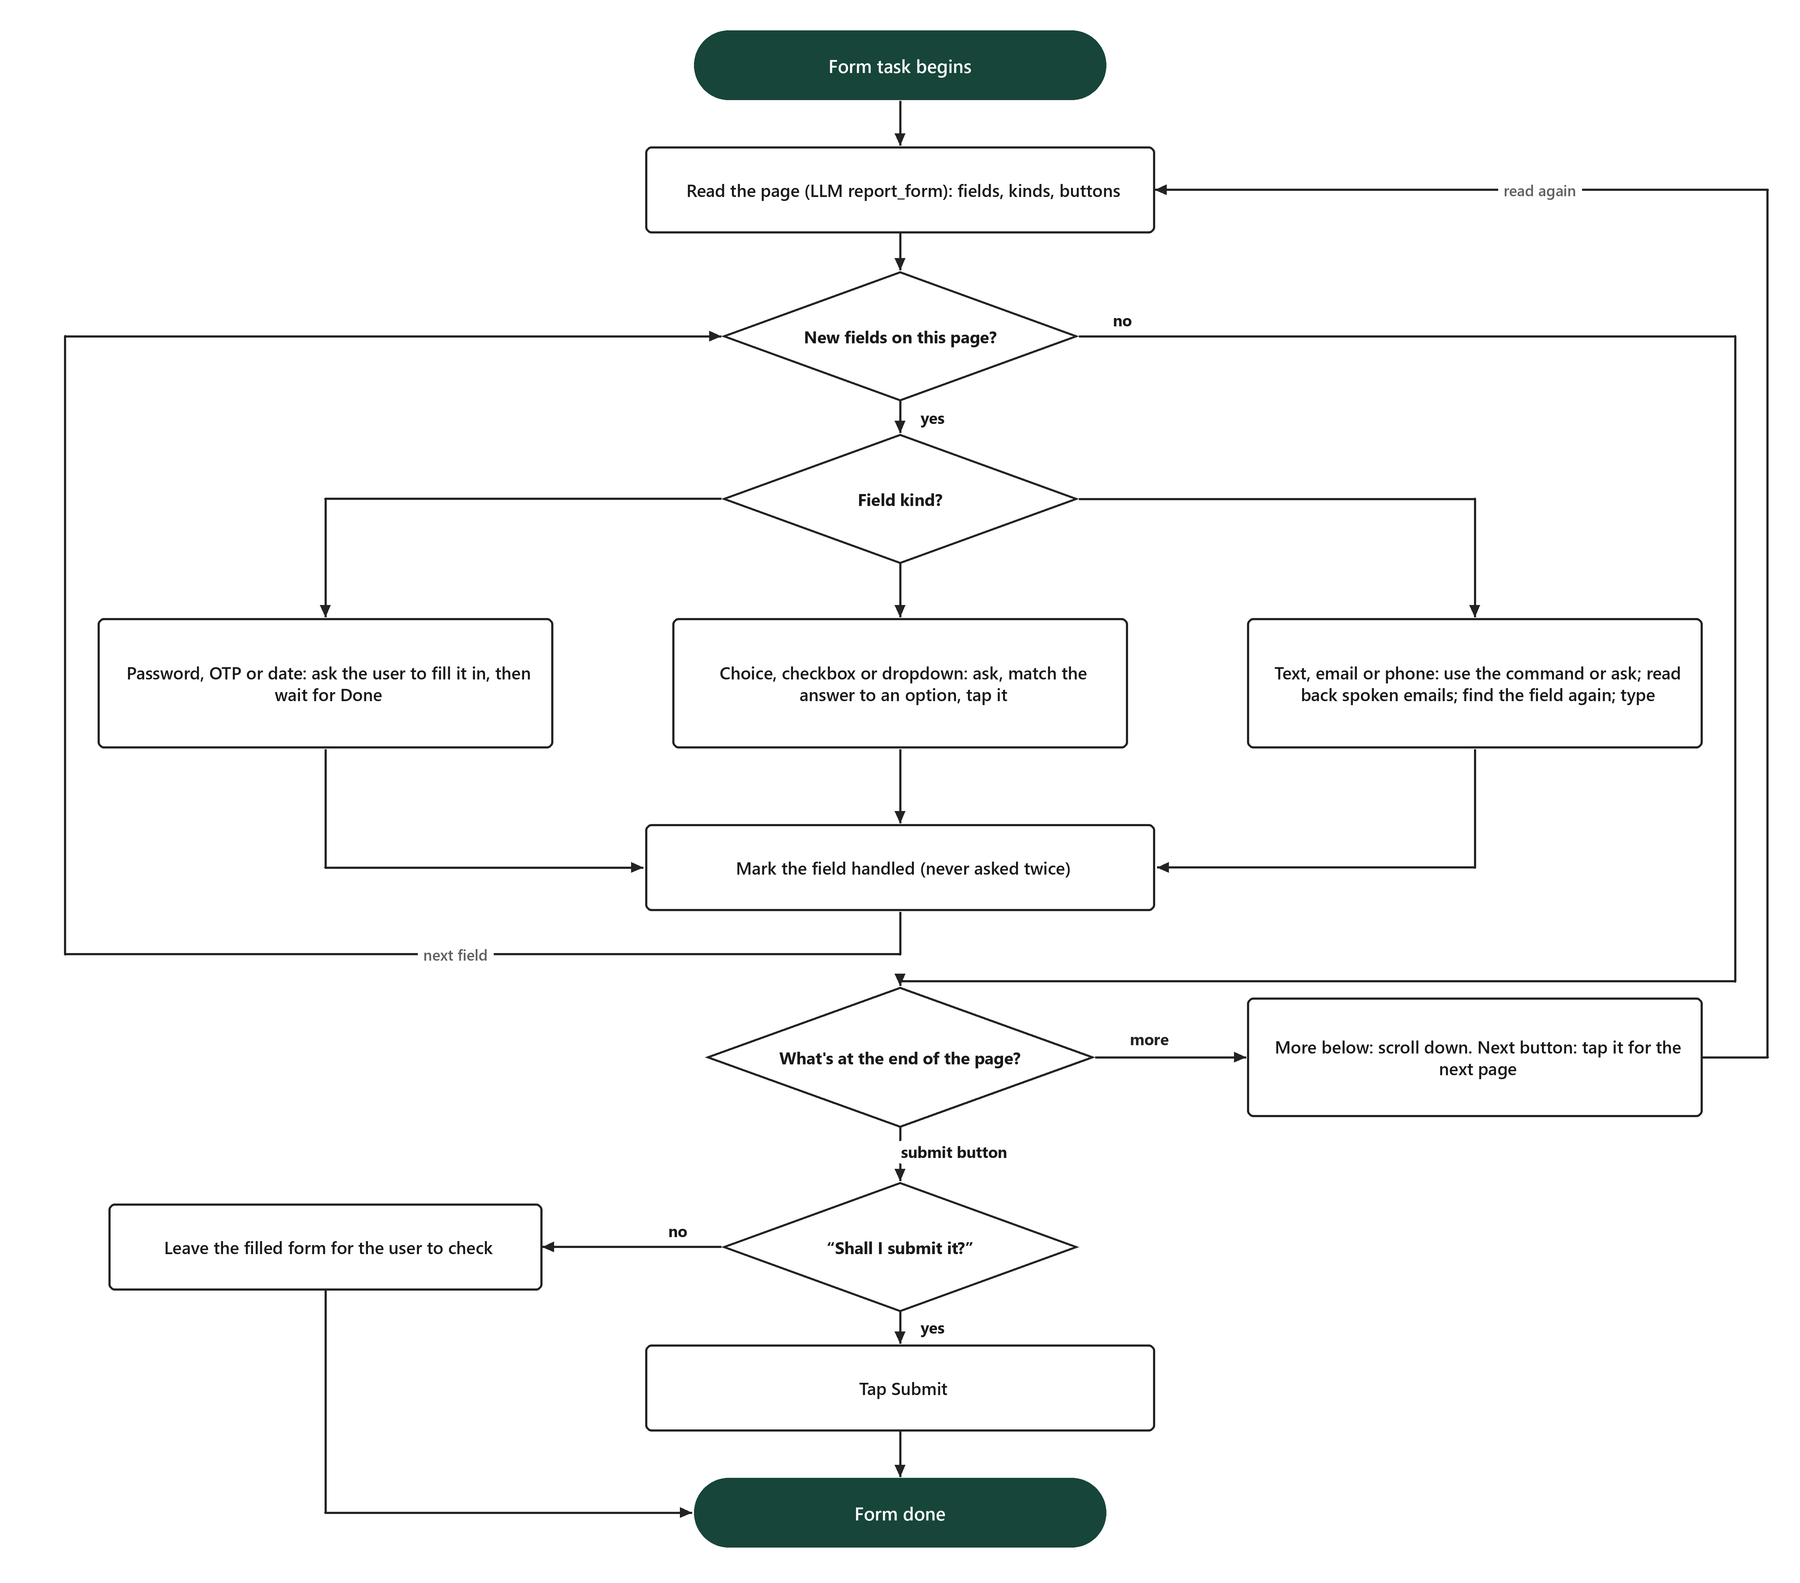 Form task begins
Read the page (LLM report_form): fields, kinds, buttons
read again
New fields on this page?
no
yes
Field kind?
Password, OTP or date: ask the user to fill it in, then
wait for Done
Choice, checkbox or dropdown: ask, match the
answer to an option, tap it
Text, email or phone: use the command or ask; read
back spoken emails; find the field again; type
Mark the field handled (never asked twice)
next field
What's at the end of the page?
more
More below: scroll down. Next button: tap it for the
next page
submit button
“Shall I submit it?”
no
Leave the filled form for the user to check
yes
Tap Submit
Form done